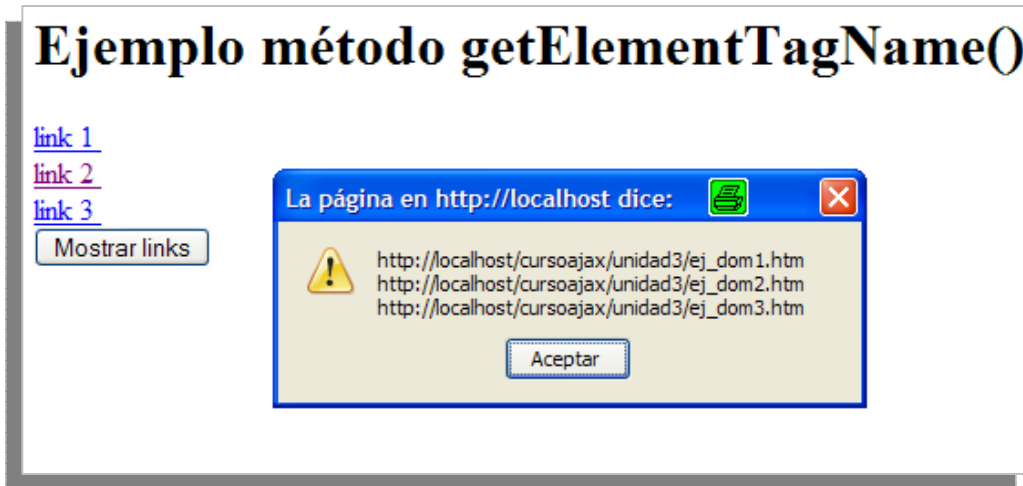 Ejemplo método getElementTagName()
link 1
link 2
link 3
Mostrar links
La página en http://localhost dice:
http://localhost/cursoajax/unidad3/ej_dom1.htm
http://localhost/cursoajax/unidad3/ej_dom2.htm
http://localhost/cursoajax/unidad3/ej_dom3.htm
Aceptar